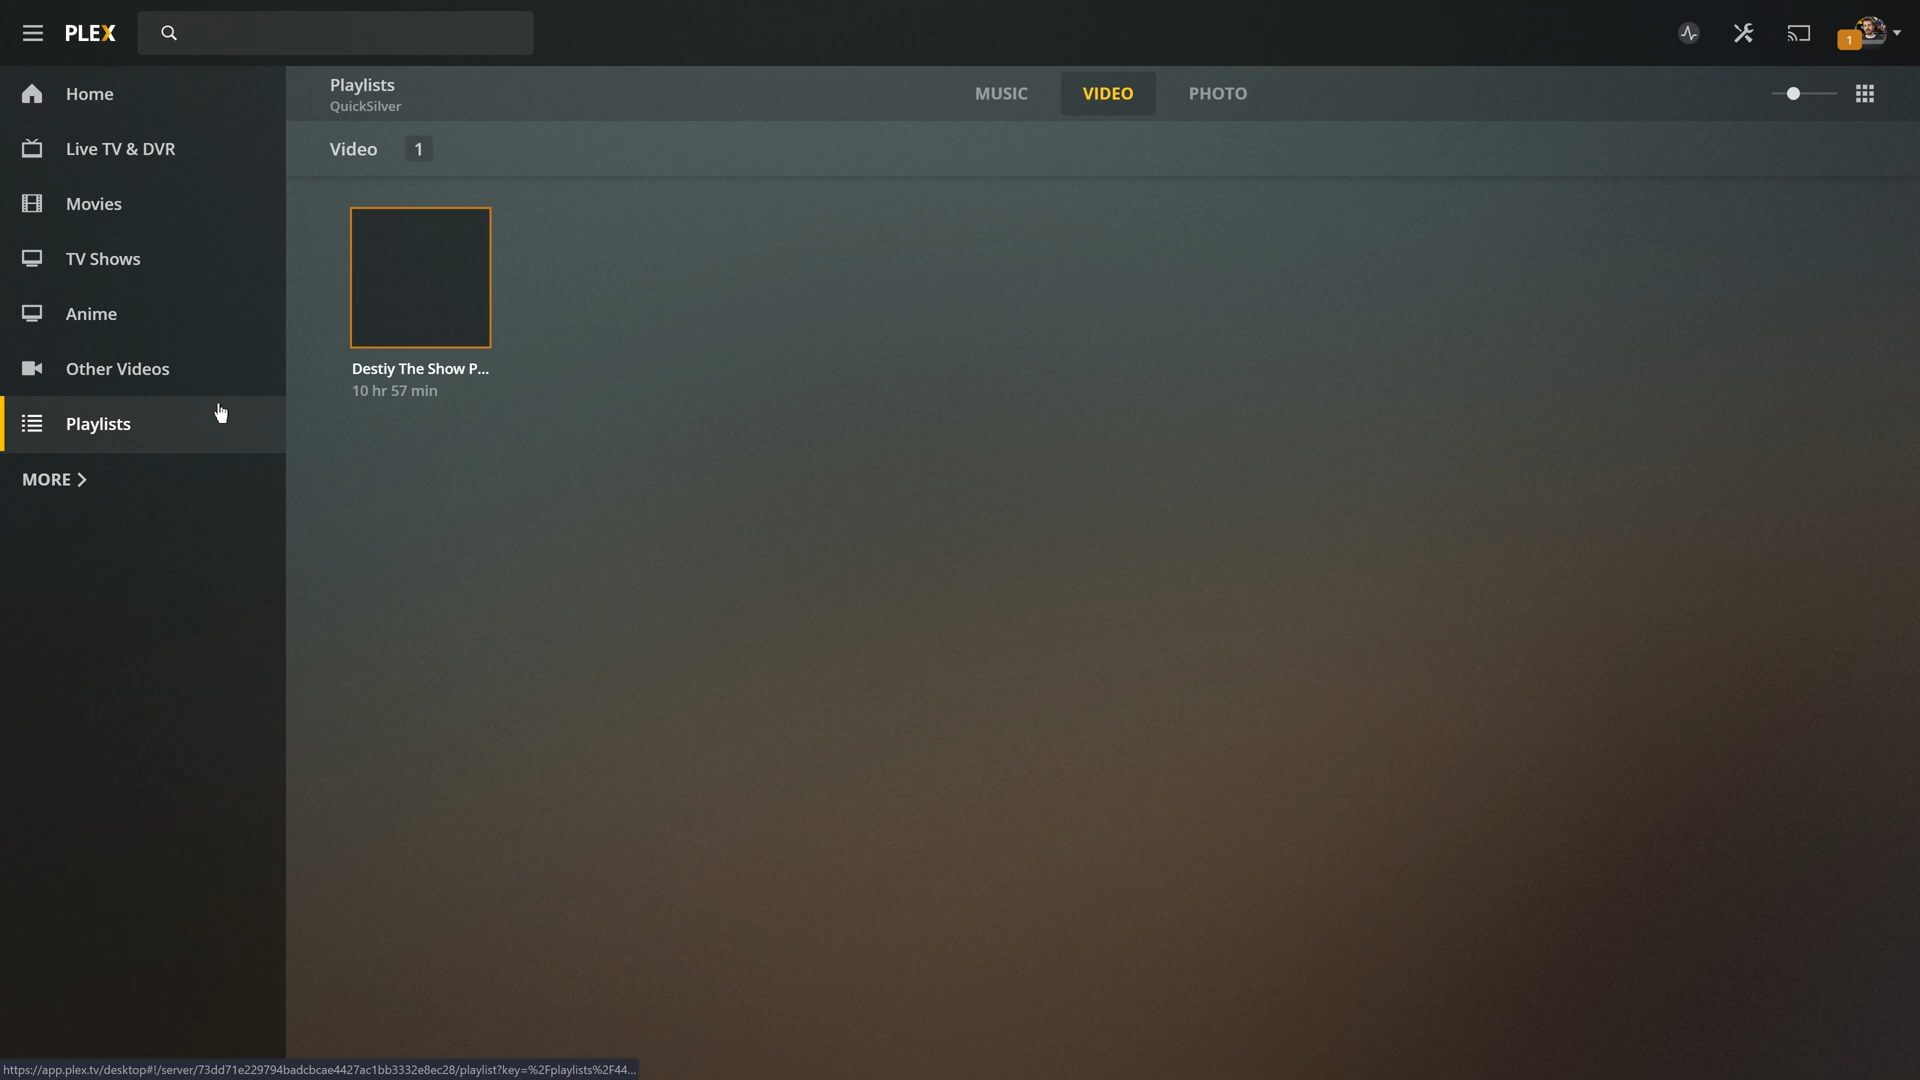 PLEX
1
Home
Live TV & DVR
Movies
TV Shows
Anime
Other Videos
Playlists
MORE
Playlists
QuickSilver
MUSIC
VIDEO
PHOTO
Video 1
Destiy The Show P...
10 hr 57 min
https://app.plex.tv/desktop#!/server/73dd71e229794badcbcae4427ac1bb3332e8ec28/playlist?key=%2Fplaylists%2F44...